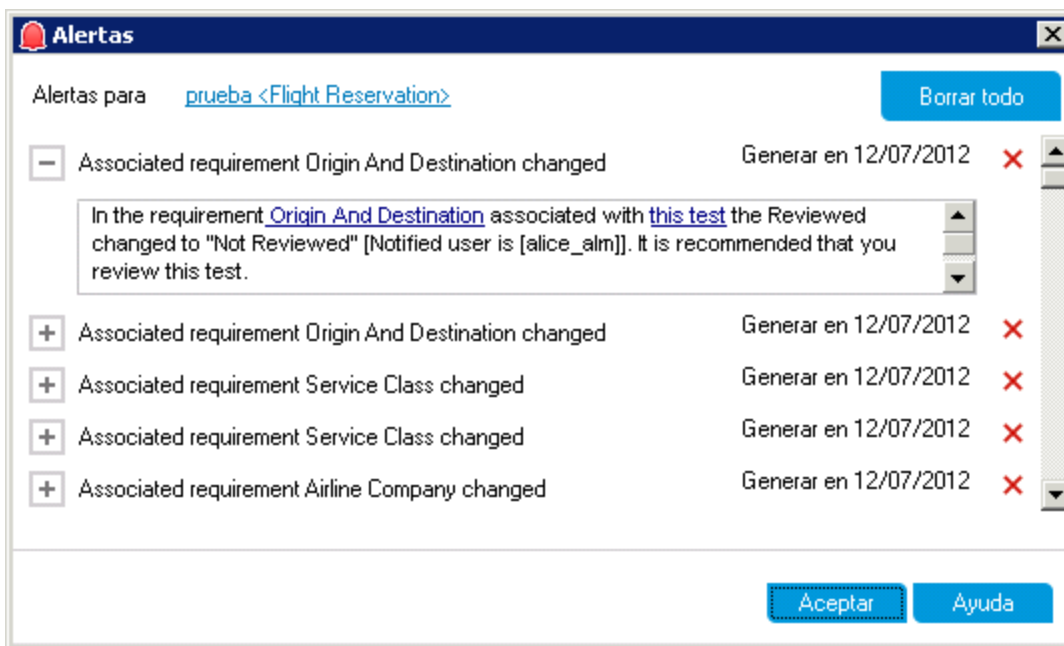 Alertas
Alertas para prueba <Flight Reservation> Borrar todo
Associated requirement Origin And Destination changed Generar en 12/07/2012
In the requirement Origin And Destination associated with this test the Reviewed
changed to "Not Reviewed" [Notified user is [alice_alm]]. It is recommended that you
review this test.
Associated requirement Origin And Destination changed Generar en 12/07/2012
Associated requirement Service Class changed Generar en 12/07/2012
Associated requirement Service Class changed Generar en 12/07/2012
Associated requirement Airline Company changed Generar en 12/07/2012
Aceptar Ayuda